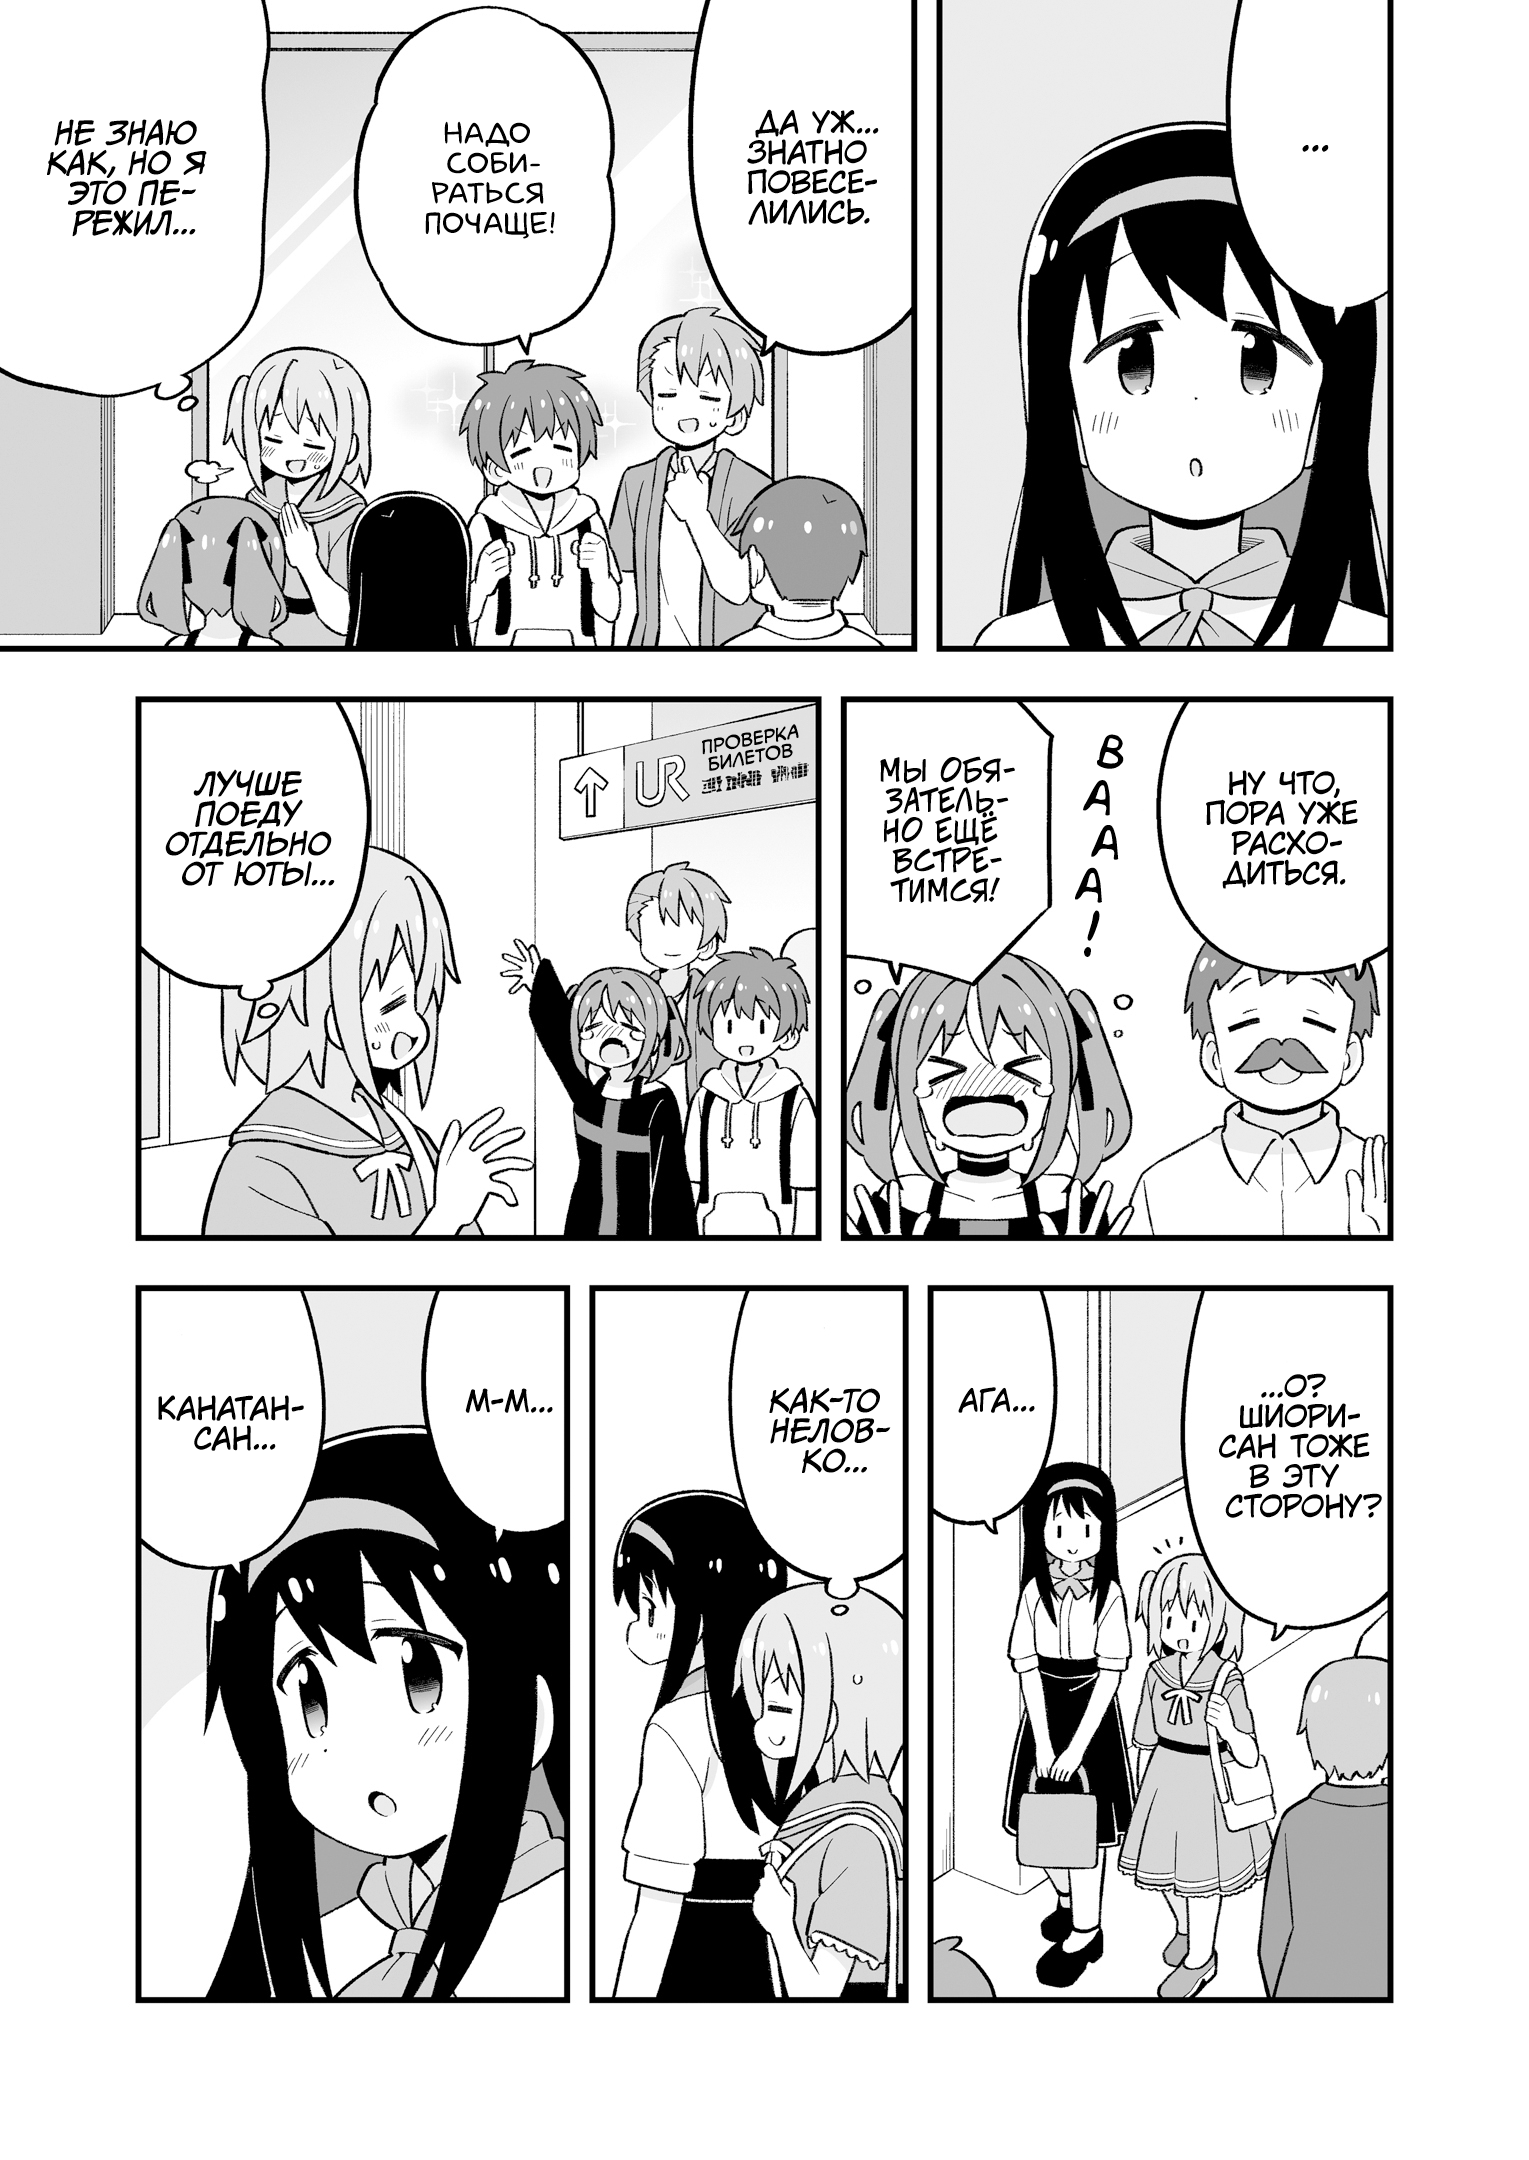 ...
ДА УЖ...
ЗНАТНО
ПОВЕСЕ-
ЛИЛИСЬ.
НАДО
СОБИ-
РАТЬСЯ
ПОЧАЩЕ!
НЕ ЗНАЮ
КАК, НО Я
ЭТО ПЕ-
РЕЖИЛ...
НУ ЧТО,
ПОРА УЖЕ
РАСХО-
ДИТЬСЯ.
ВААА!
МЫ ОБЯ-
ЗАТЕЛЬ-
НО ЕЩЁ
ВСТРЕ-
ТИМСЯ!
UR
ПРОВЕРКА
БИЛЕТОВ
ЛУЧШЕ
ПОЕДУ
ОТДЕЛЬНО
ОТ ЮТЫ...
...О?
ШИОРИ-
САН ТОЖЕ
В ЭТУ
СТОРОНУ?
АГА...
КАК-ТО
НЕЛОВ-
КО...
М-М...
КАНАТАН-
САН...